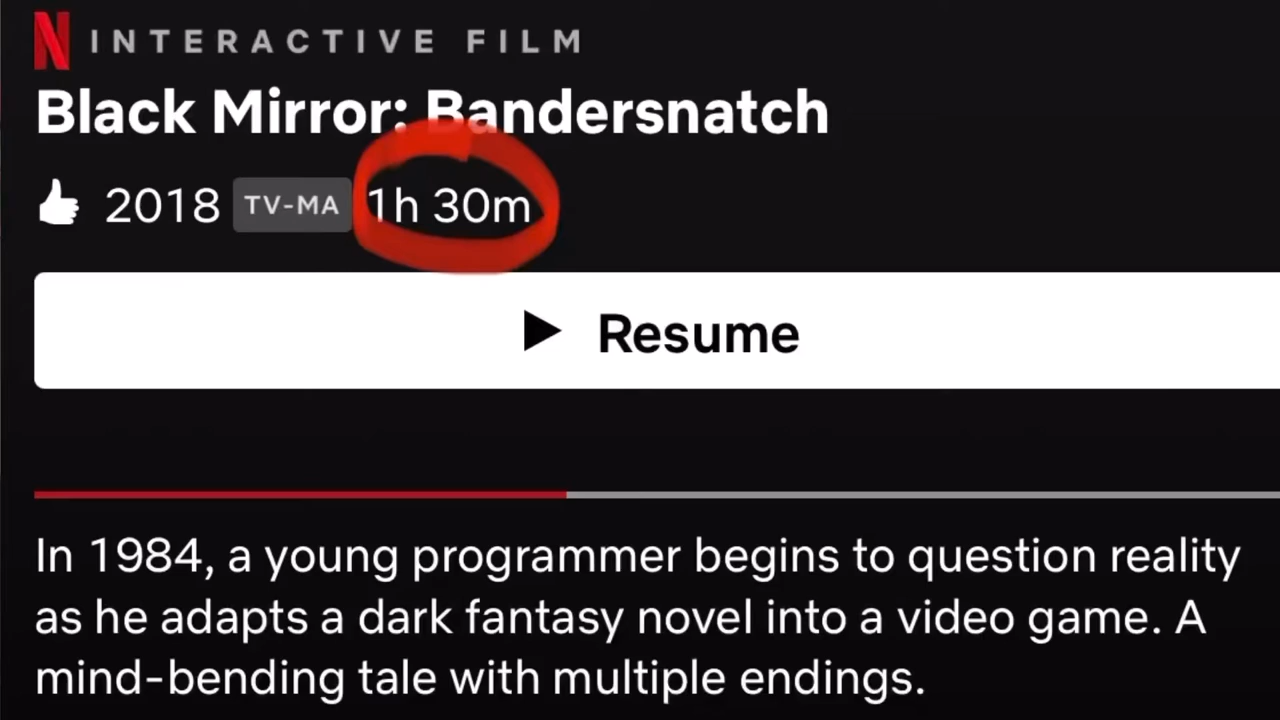 N INTERACTIVE FILM
Black Mirror: Bandersnatch
2018 TV-MA 1h 30m
Resume
In 1984, a young programmer begins to question reality
as he adapts a dark fantasy novel into a video game. A
mind-bending tale with multiple endings.